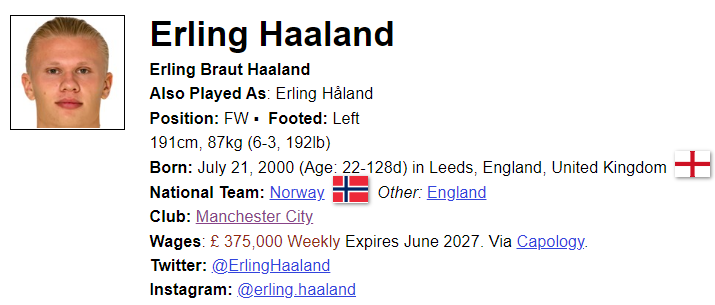 Erling Haaland
Erling Braut Haaland
Also Played As: Erling Håland
Position: FW ▪ Footed: Left
191cm, 87kg (6-3, 192lb)
Born: July 21, 2000 (Age: 22-128d) in Leeds, England, United Kingdom
National Team: Norway Other: England
Club: Manchester City
Wages: £ 375,000 Weekly Expires June 2027. Via Capology.
Twitter: @ErlingHaaland
Instagram: @erling.haaland